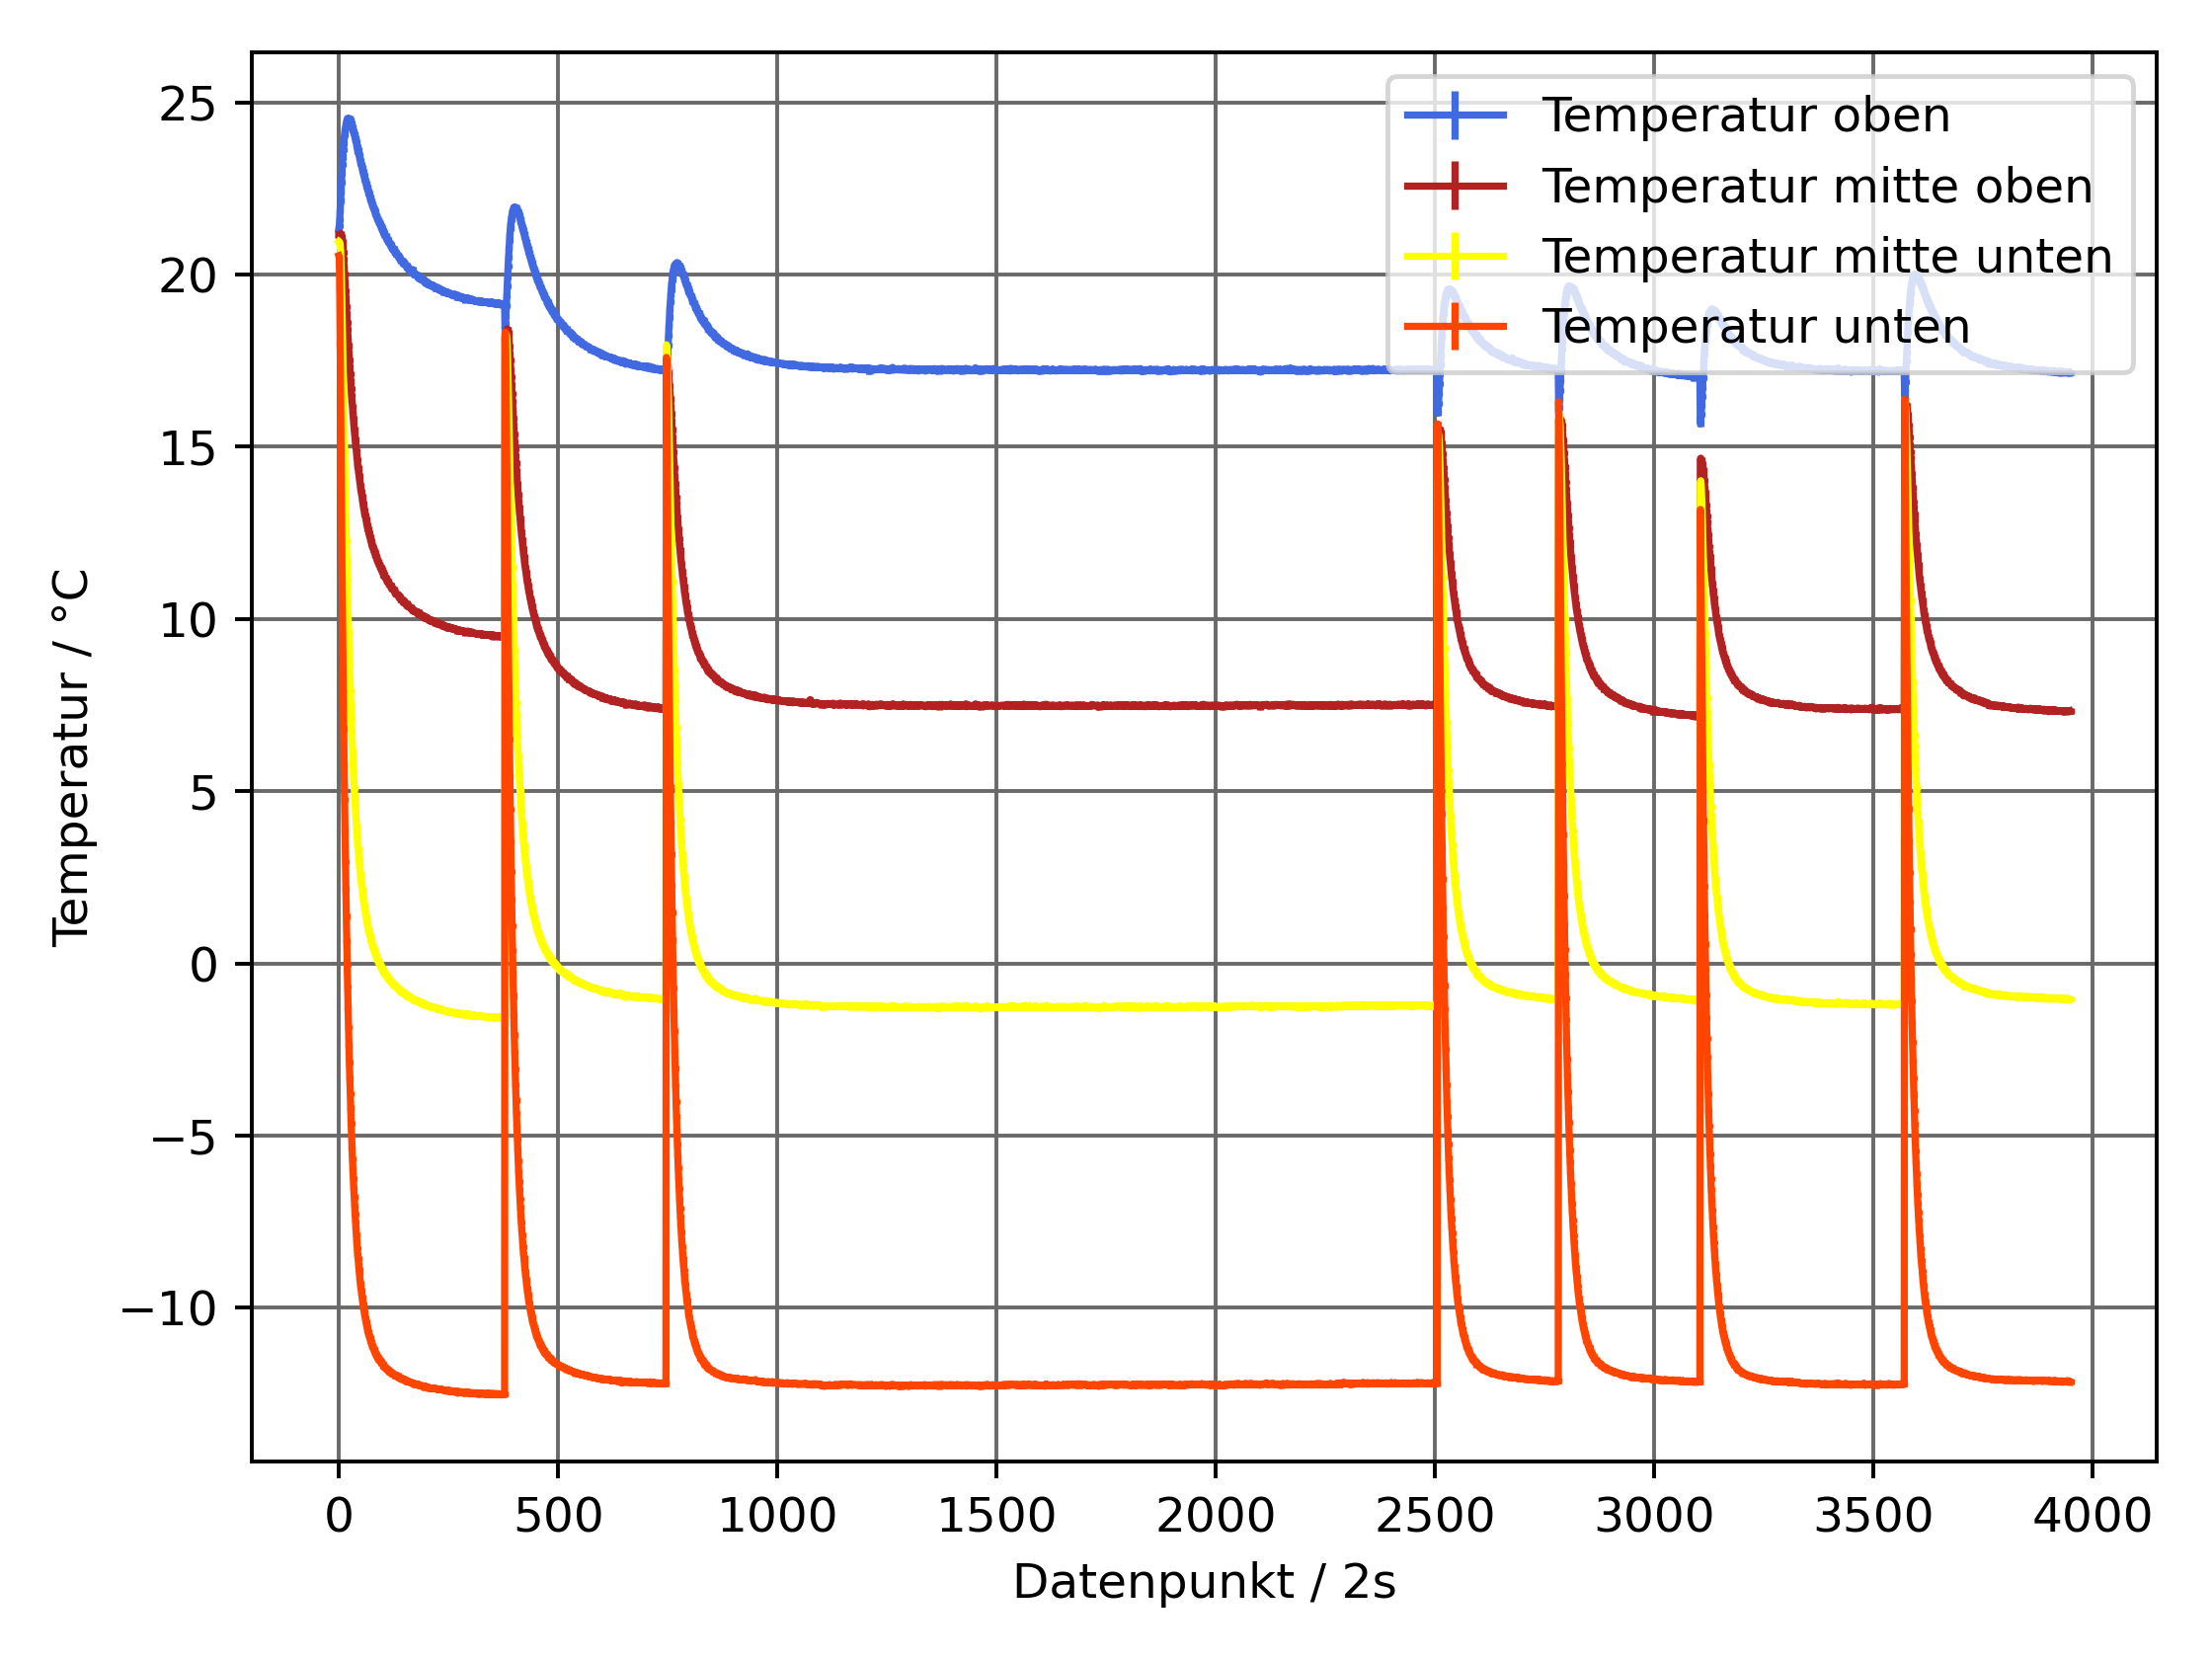 Temperatur oben
Temperatur mitte oben
Temperatur mitte unten
Temperatur unten
Temperatur / °C
25
20
15
10
5
0
−5
−10
0 500 1000 1500 2000 2500 3000 3500 4000
Datenpunkt / 2s